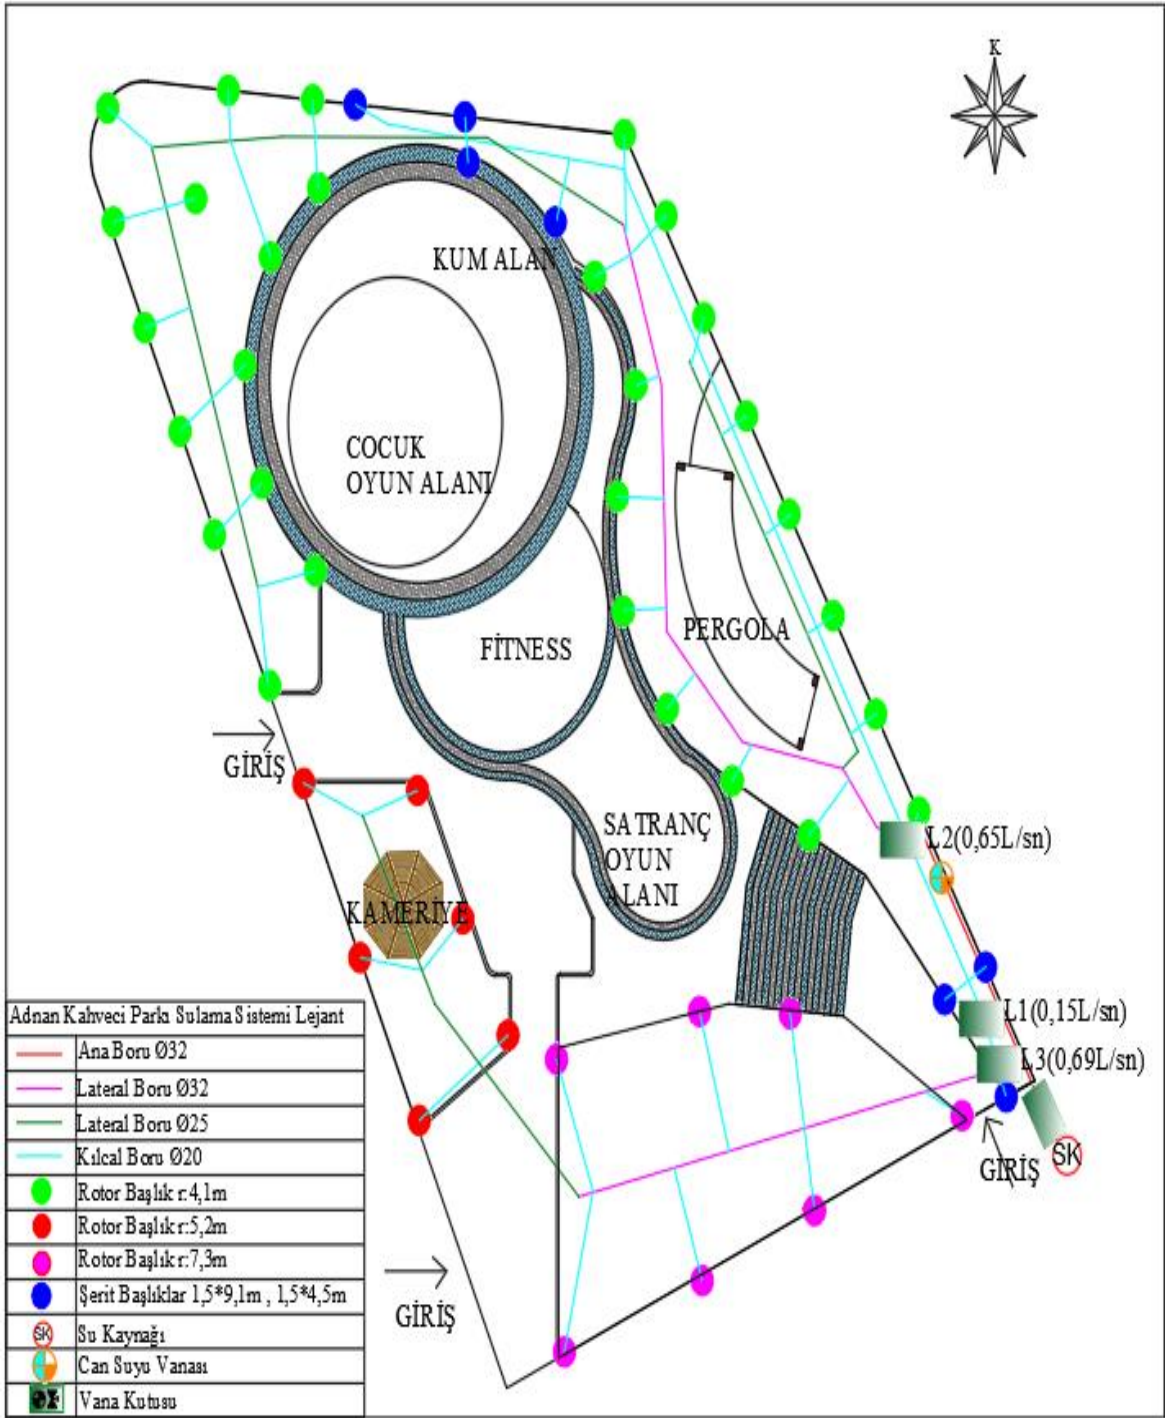 K
KUM ALAN
COCUK
OYUN ALANI
FİTNESS
PERGOLA
GİRİŞ
SATRANÇ
OYUN
ALANI
L2(0,65L/sn)
KAMERİYE
L1(0,15L/sn)
L3(0,69L/sn)
GİRİŞ
SK
GİRİŞ
Adnan Kahveci Parkı Sulama Sistemi Lejant
Ana Boru Ø32
Lateral Boru Ø32
Lateral Boru Ø25
Kılcal Boru Ø20
Rotor Başlık r:4,1m
Rotor Başlık r:5,2m
Rotor Başlık r:7,3m
Şerit Başlıklar 1,5*9,1m , 1,5*4,5m
SK Su Kaynağı
Can Suyu Vanası
Vana Kutusu